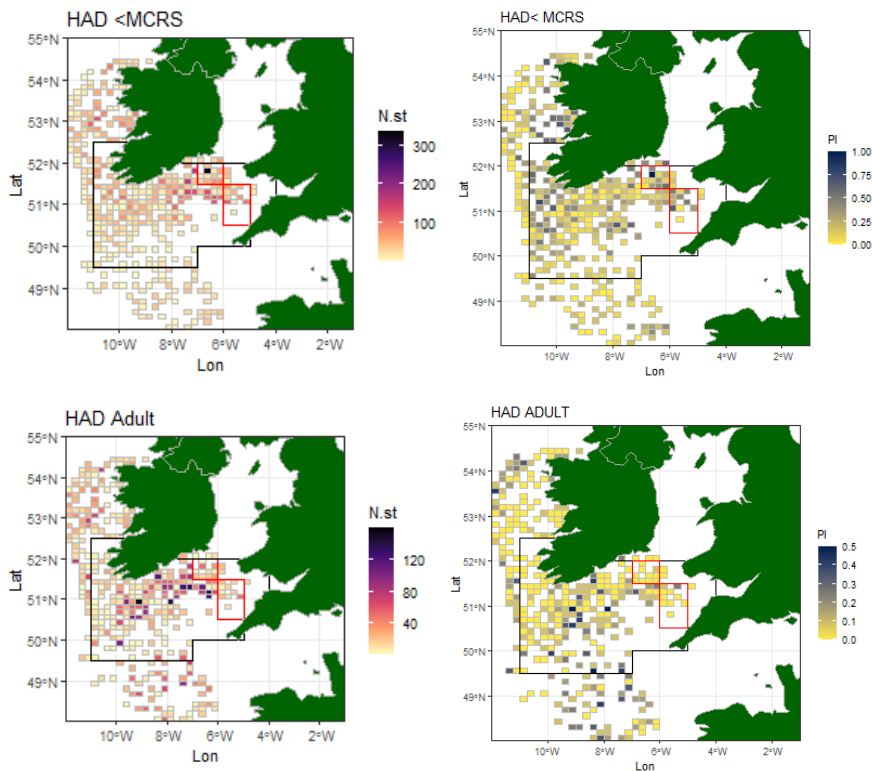 HAD <MCRS
55°N
54°N
53°N
52°N
51°N
50°N
49°N
Lat
10°W
8°W
6°W
4°W
2°W
Lon
N.st
300
200
100
HAD< MCRS
55°N
54°N
53°N
52°N
51°N
50°N
49°N
Lat
10°W
8°W
6°W
4°W
2°W
Lon
PI
1.00
0.75
0.50
0.25
0.00
HAD Adult
55°N
54°N
53°N
52°N
51°N
50°N
49°N
Lat
10°W
8°W
6°W
4°W
2°W
Lon
N.st
120
80
40
HAD ADULT
55°N
54°N
53°N
52°N
51°N
50°N
49°N
Lat
10°W
8°W
6°W
4°W
2°W
Lon
PI
0.5
0.4
0.3
0.2
0.1
0.0